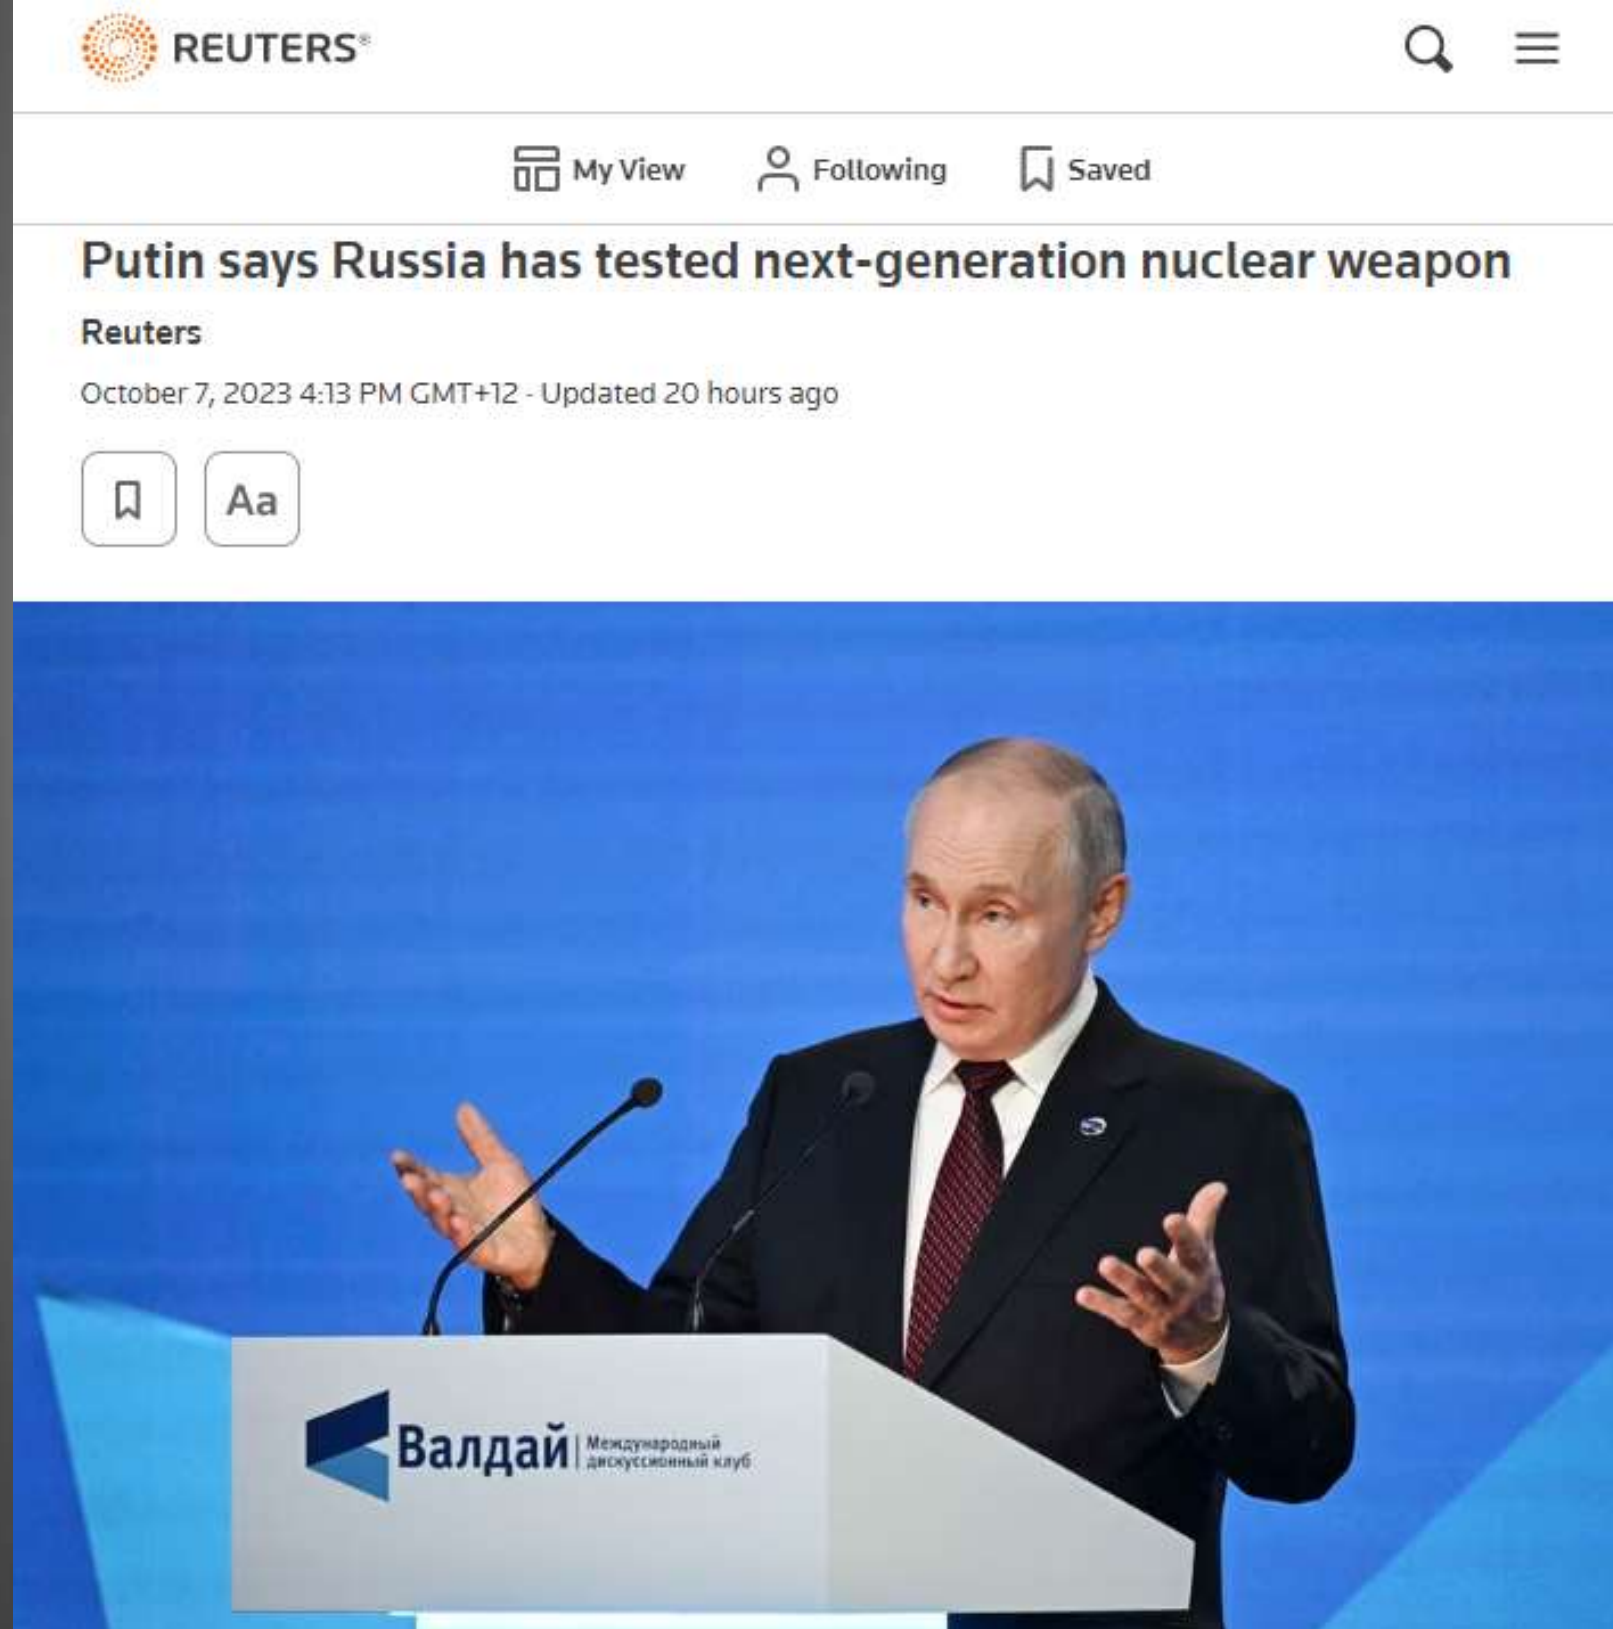 REUTERS®
My View Following Saved
Putin says Russia has tested next-generation nuclear weapon
Reuters
October 7, 2023 4:13 PM GMT+12 - Updated 20 hours ago
Aa
Валдай
Международный
дискуссионный клуб